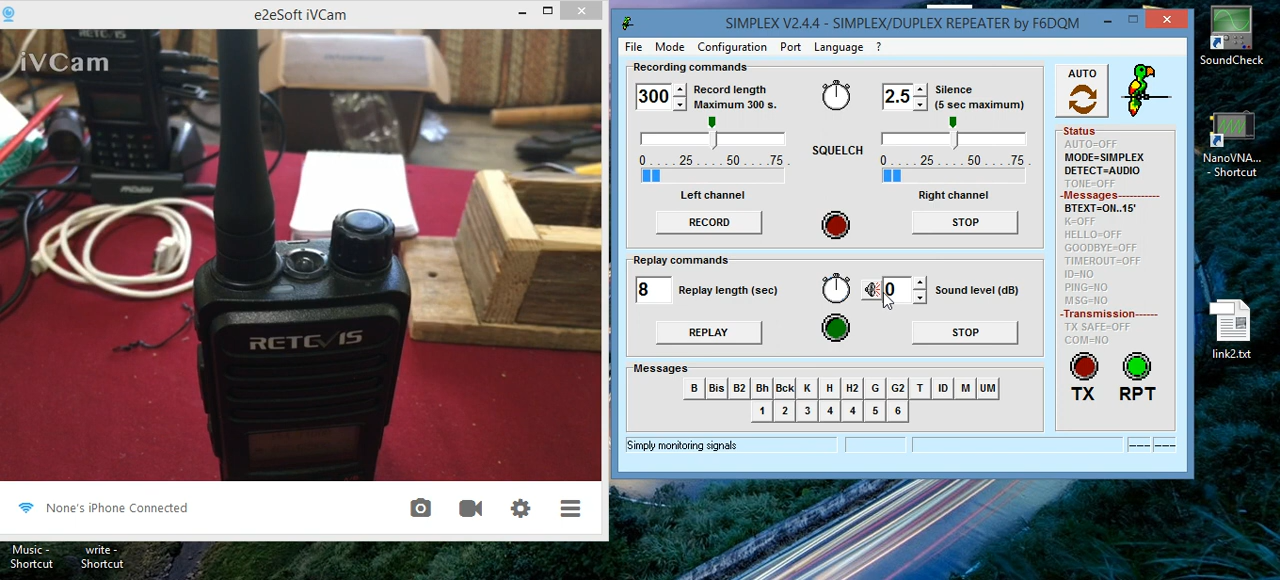 e2eSoft iVCam
iVCam
RETEVIS
None's iPhone Connected
Music -
Shortcut
write -
Shortcut
SIMPLEX V2.4.4 - SIMPLEX/DUPLEX REPEATER by F6DQM
File Mode Configuration Port Language ?
Recording commands
300 Record length
Maximum 300 s.
2.5 Silence
(5 sec maximum)
SQUELCH
0 . . . . 25 . . . . 50 . . . .75 .
0 . . . . 25 . . . . 50 . . . .75 .
Left channel
Right channel
RECORD
STOP
Replay commands
8 Replay length (sec)
0 Sound level (dB)
REPLAY
STOP
Messages
B Bis B2 Bh Bck K H H2 G G2 T ID M UM
1 2 3 4 4 5 6
Simply monitoring signals
--- ---
AUTO
Status
AUTO=OFF
MODE=SIMPLEX
DETECT=AUDIO
TONE=OFF
-Messages-----------
BTEXT=ON..15'
K=OFF
HELLO=OFF
GOODBYE=OFF
TIMEROUT=OFF
ID=NO
PING=NO
MSG=NO
-Transmission------
TX SAFE=OFF
COM=NO
TX RPT
SoundCheck
NanoVNA...
- Shortcut
link2.txt